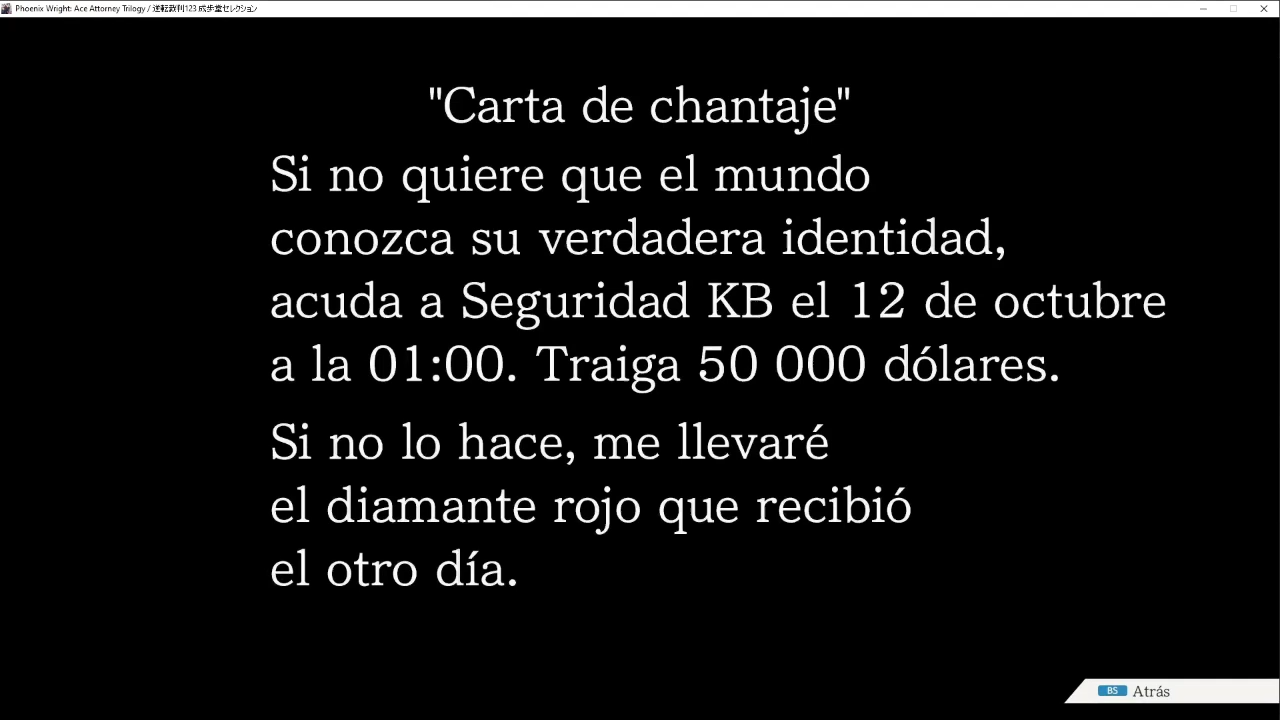 Phoenix Wright: Ace Attorney Trilogy / 逆転裁判123 成歩堂セレクション
"Carta de chantaje"
Si no quiere que el mundo
conozca su verdadera identidad,
acuda a Seguridad KB el 12 de octubre
a la 01:00. Traiga 50 000 dólares.
Si no lo hace, me llevaré
el diamante rojo que recibió
el otro día.
BS Atrás